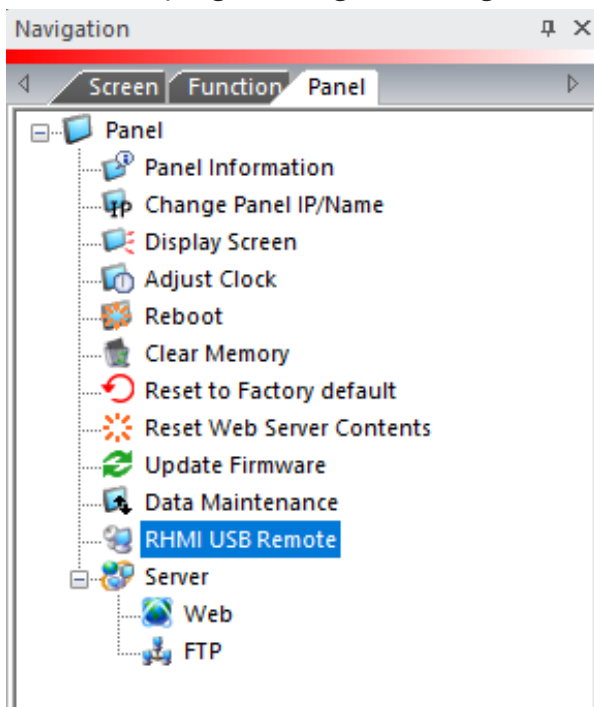 Navigation
Screen Function Panel
Panel
Panel Information
IP Change Panel IP/Name
Display Screen
Adjust Clock
Reboot
Clear Memory
Reset to Factory default
Reset Web Server Contents
Update Firmware
Data Maintenance
RHMI USB Remote
Server
Web
FTP